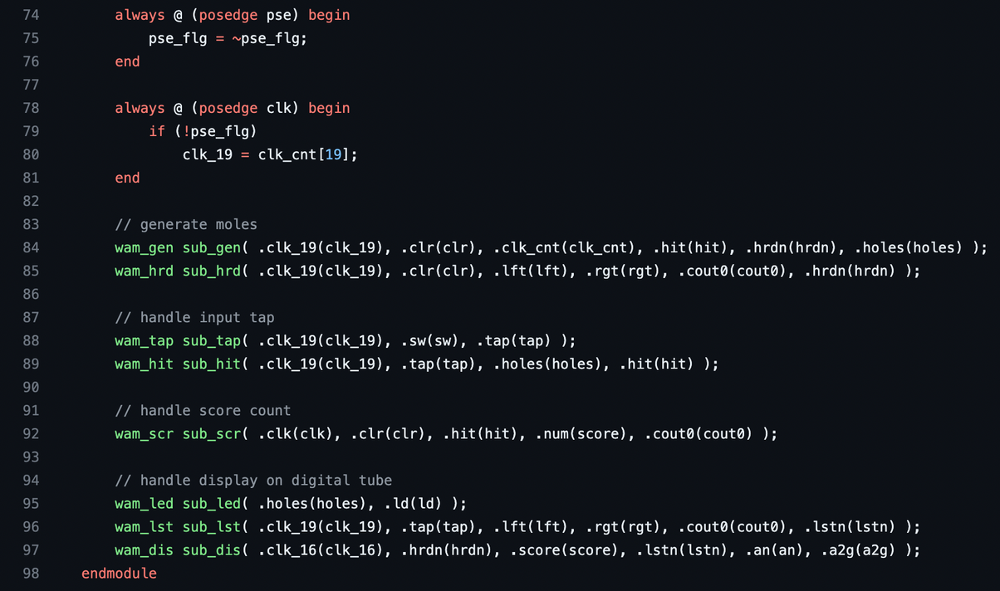 74 always @ (posedge pse) begin
75 pse_flg = ~pse_flg;
76 end
77
78 always @ (posedge clk) begin
79 if (!pse_flg)
80 clk_19 = clk_cnt[19];
81 end
82
83 // generate moles
84 wam_gen sub_gen( .clk_19(clk_19), .clr(clr), .clk_cnt(clk_cnt), .hit(hit), .hrdn(hrdn), .holes(holes) );
85 wam_hrd sub_hrd( .clk_19(clk_19), .clr(clr), .lft(lft), .rgt(rgt), .cout0(cout0), .hrdn(hrdn) );
86
87 // handle input tap
88 wam_tap sub_tap( .clk_19(clk_19), .sw(sw), .tap(tap) );
89 wam_hit sub_hit( .clk_19(clk_19), .tap(tap), .holes(holes), .hit(hit) );
90
91 // handle score count
92 wam_scr sub_scr( .clk(clk), .clr(clr), .hit(hit), .num(score), .cout0(cout0) );
93
94 // handle display on digital tube
95 wam_led sub_led( .holes(holes), .ld(ld) );
96 wam_lst sub_lst( .clk_19(clk_19), .tap(tap), .lft(lft), .rgt(rgt), .cout0(cout0), .lstn(lstn) );
97 wam_dis sub_dis( .clk_16(clk_16), .hrdn(hrdn), .score(score), .lstn(lstn), .an(an), .a2g(a2g) );
98 endmodule